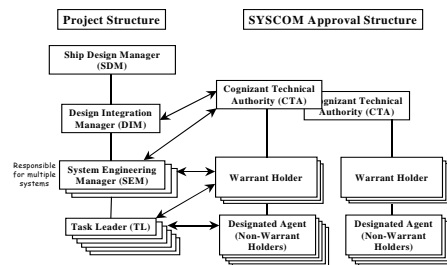 Project Structure
SYSCOM Approval Structure
Ship Design Manager
(SDM)
Cognizant Technical
Authority (CTA)
Cognizant Technical
Authority (CTA)
Design Integration
Manager (DIM)
Responsible
for multiple
systems
System Engineering
Manager (SEM)
Warrant Holder
Warrant Holder
Task Leader (TL)
Designated Agent
(Non-Warrant
Holders)
Designated Agent
(Non-Warrant
Holders)